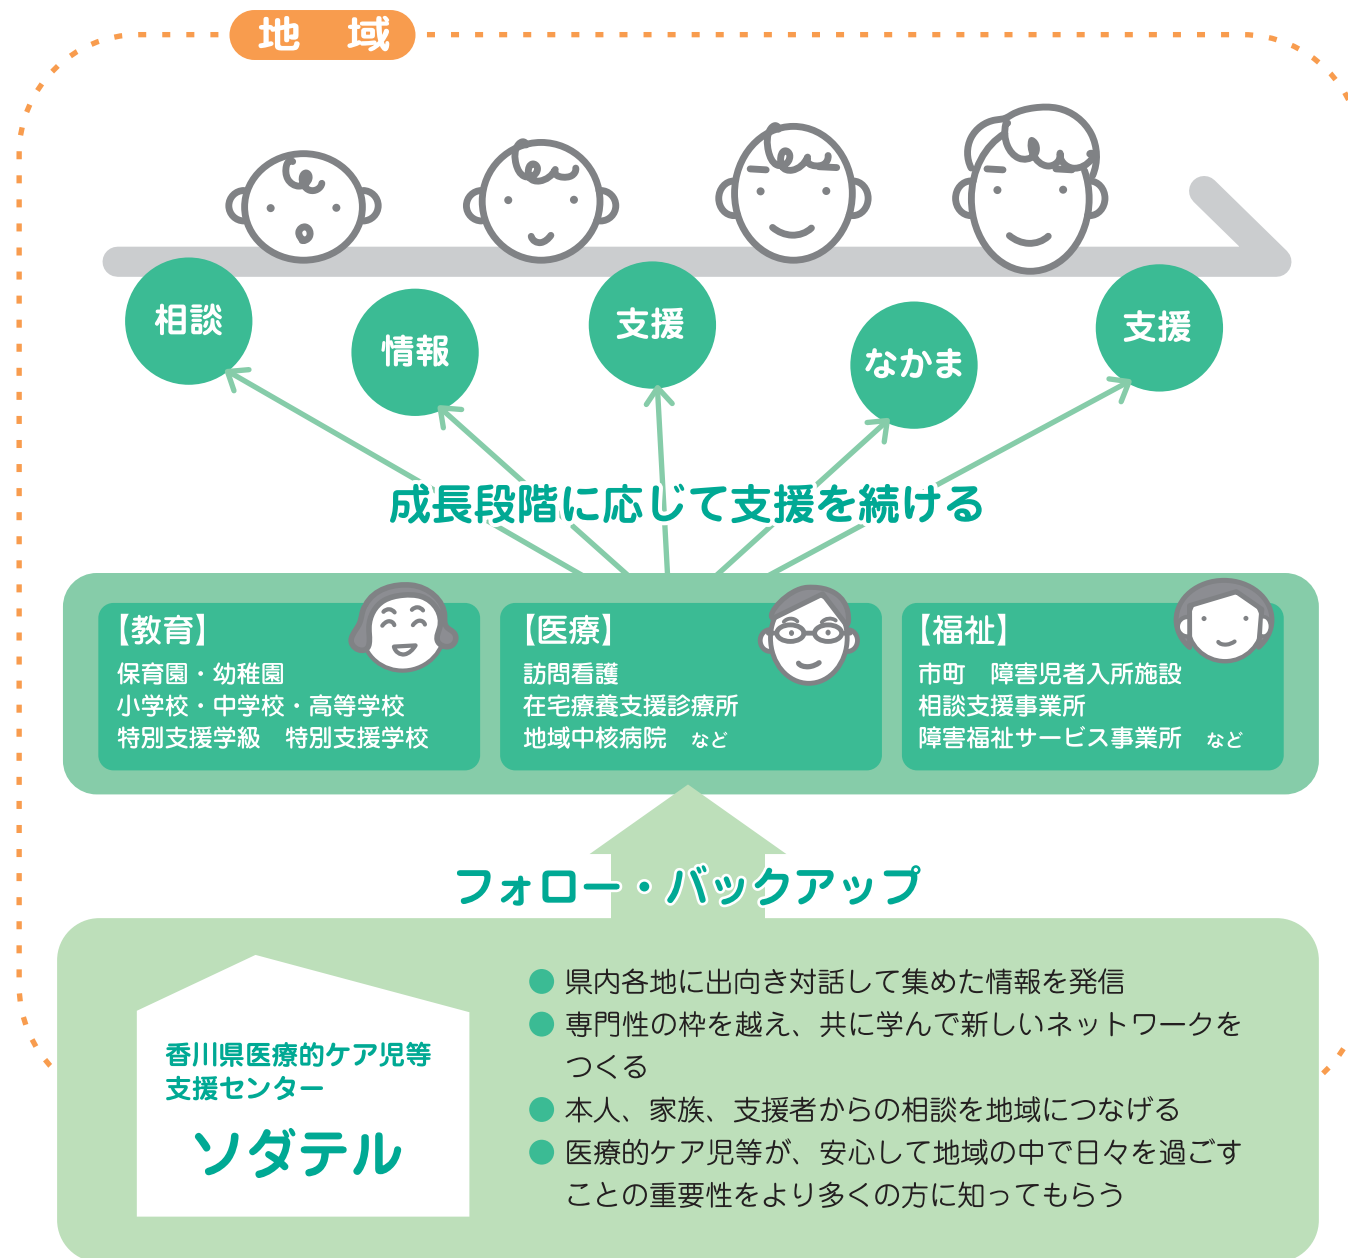 地　域
相談
情報
支援
なかま
支援
成長段階に応じて支援を続ける
【教育】
保育園・幼稚園
小学校・中学校・高等学校
特別支援学級　特別支援学校
【医療】
訪問看護
在宅療養支援診療所
地域中核病院　など
【福祉】
市町　障害児者入所施設
相談支援事業所
障害福祉サービス事業所　など
フォロー・バックアップ
香川県医療的ケア児等
支援センター
ソダテル
● 県内各地に出向き対話して集めた情報を発信
● 専門性の枠を越え、共に学んで新しいネットワークを
つくる
● 本人、家族、支援者からの相談を地域につなげる
● 医療的ケア児等が、安心して地域の中で日々を過ごす
ことの重要性をより多くの方に知ってもらう